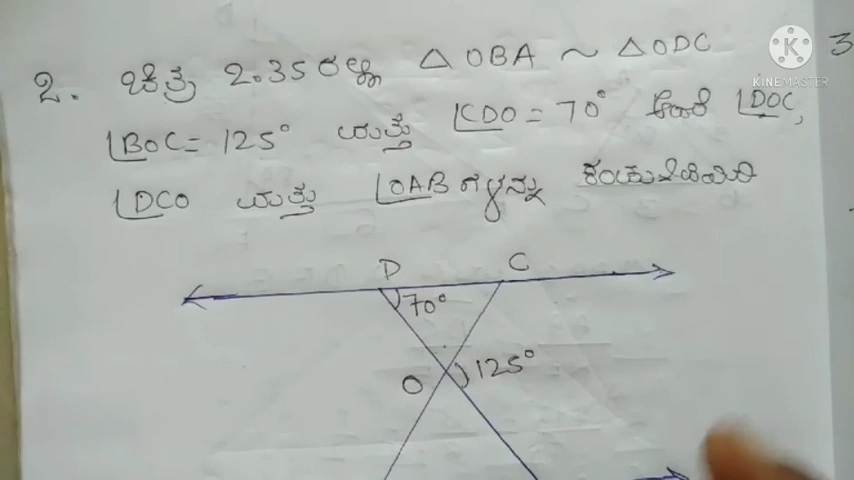 2. ಚಿತ್ರ 2.35 ರಲ್ಲಿ △OBA ~ △ODC
∠BOC = 125° ಮತ್ತು ∠CDO = 70° ಆದರೆ ∠DOC,
∠DCO ಮತ್ತು ∠OAB ಗಳನ್ನು ಕಂಡುಹಿಡಿಯಿರಿ
D C
70°
O 125°
KINEMASTER
3